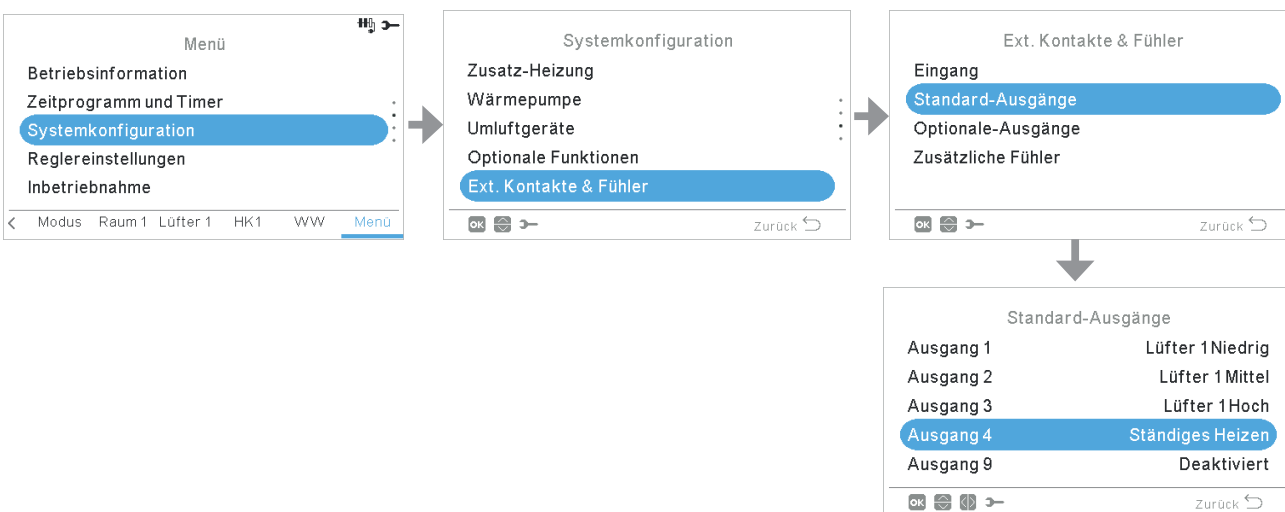 Menü
Betriebsinformation
Zeitprogramm und Timer
Systemkonfiguration
Reglereinstellungen
Inbetriebnahme
< Modus Raum 1 Lüfter 1 HK1 WW Menü
Systemkonfiguration
Zusatz-Heizung
Wärmepumpe
Umluftgeräte
Optionale Funktionen
Ext. Kontakte & Fühler
OK Zurück
Ext. Kontakte & Fühler
Eingang
Standard-Ausgänge
Optionale-Ausgänge
Zusätzliche Fühler
OK Zurück
Standard-Ausgänge
Ausgang 1 Lüfter 1 Niedrig
Ausgang 2 Lüfter 1 Mittel
Ausgang 3 Lüfter 1 Hoch
Ausgang 4 Ständiges Heizen
Ausgang 9 Deaktiviert
OK Zurück